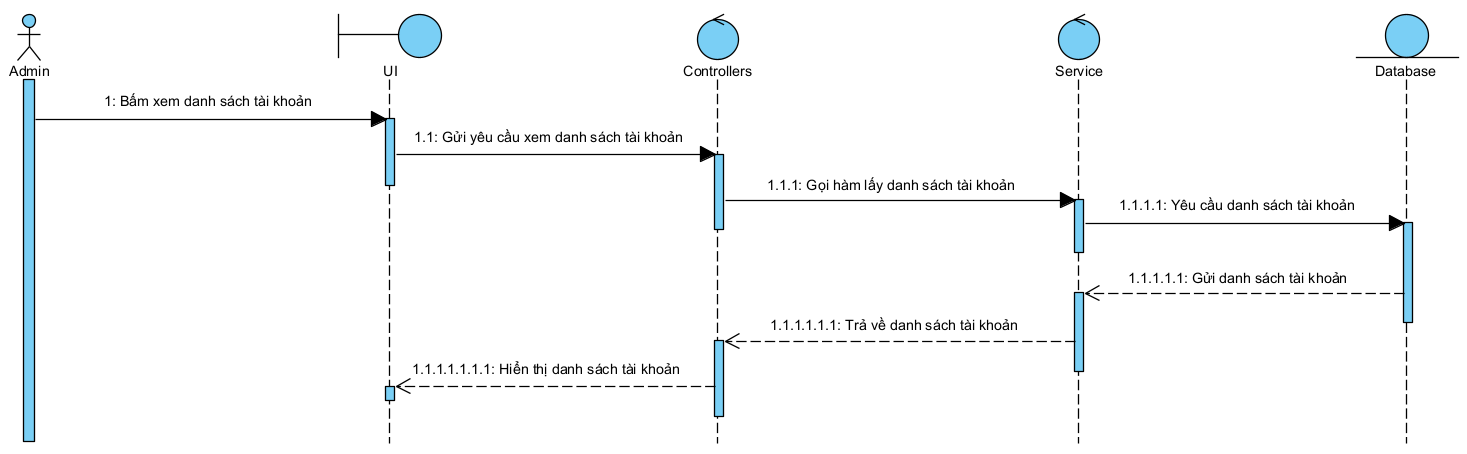 Admin
UI
Controllers
Service
Database
1: Bấm xem danh sách tài khoản
1.1: Gửi yêu cầu xem danh sách tài khoản
1.1.1: Gọi hàm lấy danh sách tài khoản
1.1.1.1: Yêu cầu danh sách tài khoản
1.1.1.1.1: Gửi danh sách tài khoản
1.1.1.1.1.1: Trả về danh sách tài khoản
1.1.1.1.1.1.1: Hiển thị danh sách tài khoản